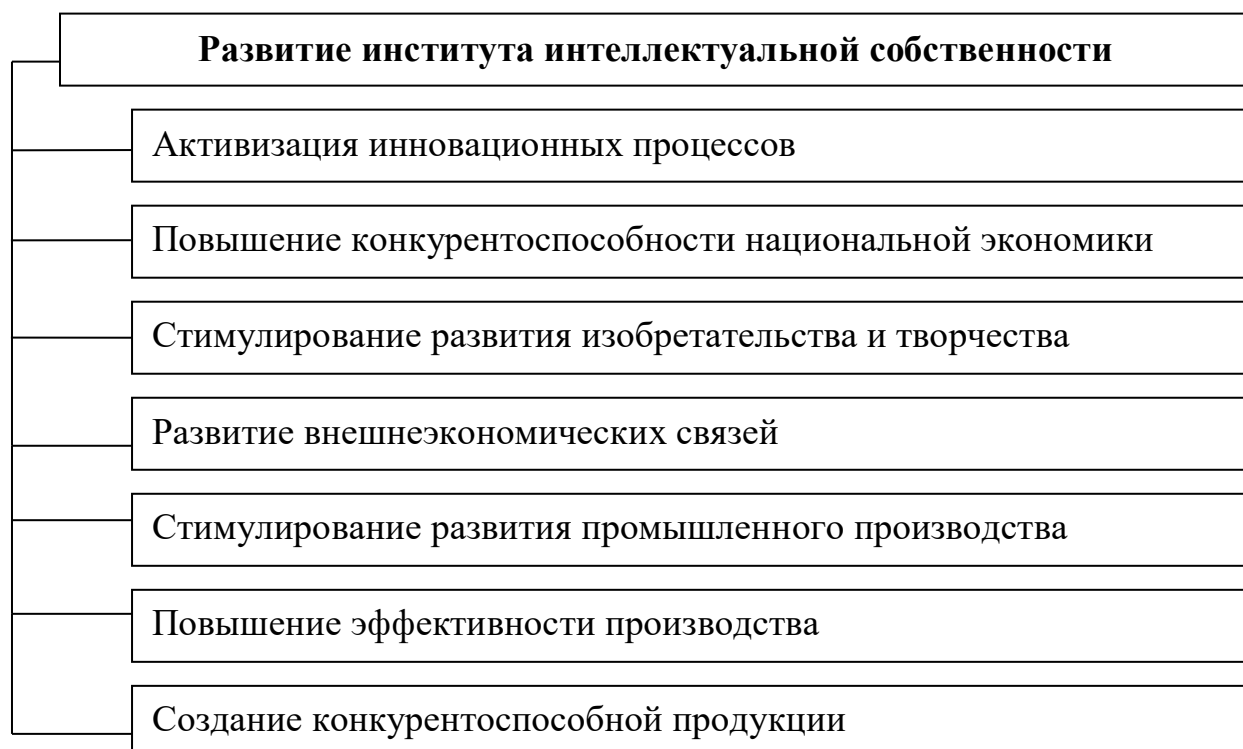 Развитие института интеллектуальной собственности
Активизация инновационных процессов
Повышение конкурентоспособности национальной экономики
Стимулирование развития изобретательства и творчества
Развитие внешнеэкономических связей
Стимулирование развития промышленного производства
Повышение эффективности производства
Создание конкурентоспособной продукции